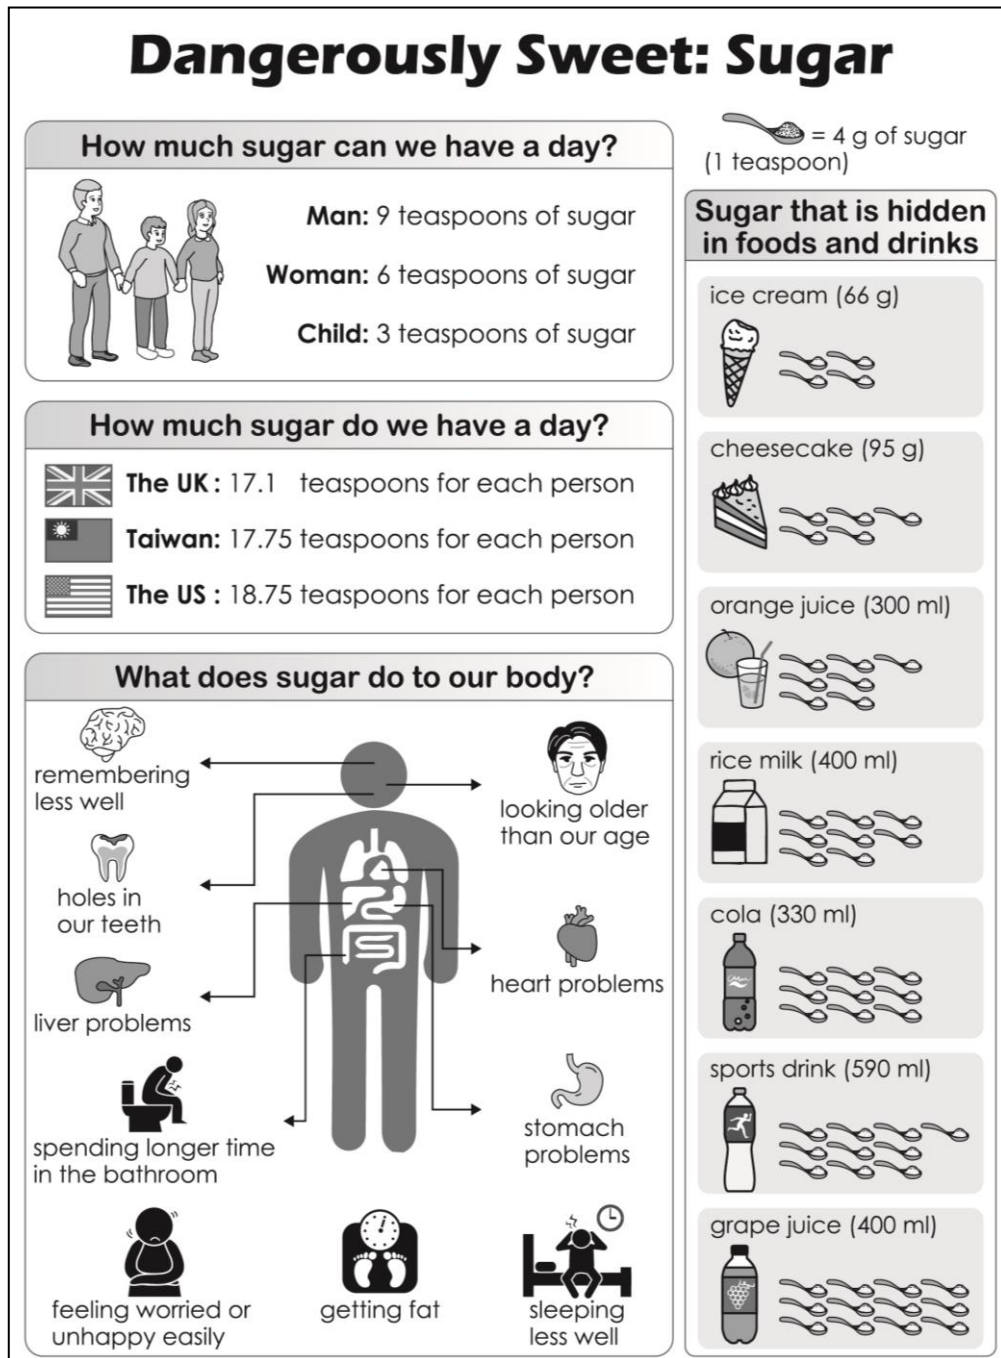 Dangerously Sweet: Sugar
How much sugar can we have a day?
Man: 9 teaspoons of sugar
Woman: 6 teaspoons of sugar
Child: 3 teaspoons of sugar
How much sugar do we have a day?
The UK : 17.1 teaspoons for each person
Taiwan: 17.75 teaspoons for each person
The US : 18.75 teaspoons for each person
What does sugar do to our body?
remembering
less well
holes in
our teeth
liver problems
spending longer time
in the bathroom
looking older
than our age
heart problems
stomach
problems
feeling worried or
unhappy easily
getting fat
sleeping
less well
= 4 g of sugar
(1 teaspoon)
Sugar that is hidden
in foods and drinks
ice cream (66 g)
cheesecake (95 g)
orange juice (300 ml)
rice milk (400 ml)
cola (330 ml)
sports drink (590 ml)
grape juice (400 ml)